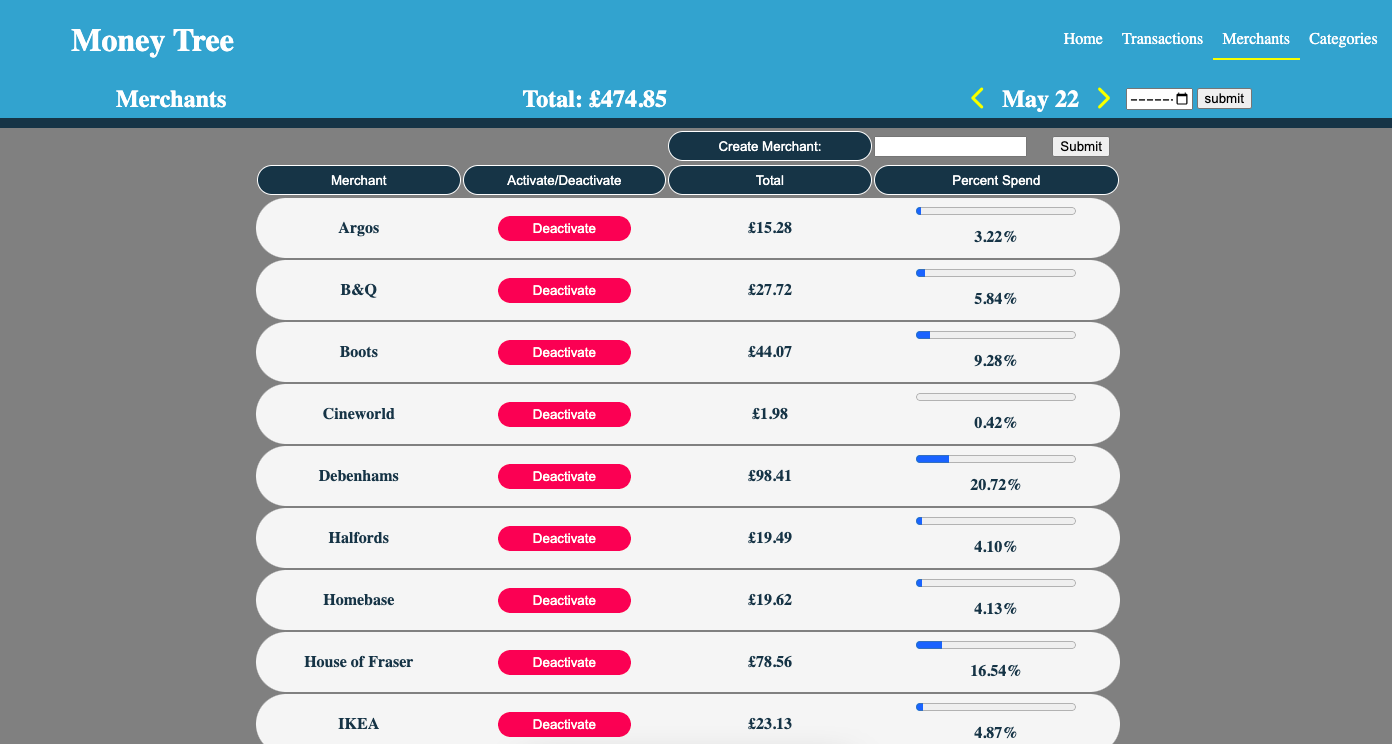 Money Tree
Home Transactions Merchants Categories
Merchants Total: £474.85 May 22 submit
Create Merchant: Submit
Merchant Activate/Deactivate Total Percent Spend
Argos Deactivate £15.28 3.22%
B&Q Deactivate £27.72 5.84%
Boots Deactivate £44.07 9.28%
Cineworld Deactivate £1.98 0.42%
Debenhams Deactivate £98.41 20.72%
Halfords Deactivate £19.49 4.10%
Homebase Deactivate £19.62 4.13%
House of Fraser Deactivate £78.56 16.54%
IKEA Deactivate £23.13 4.87%